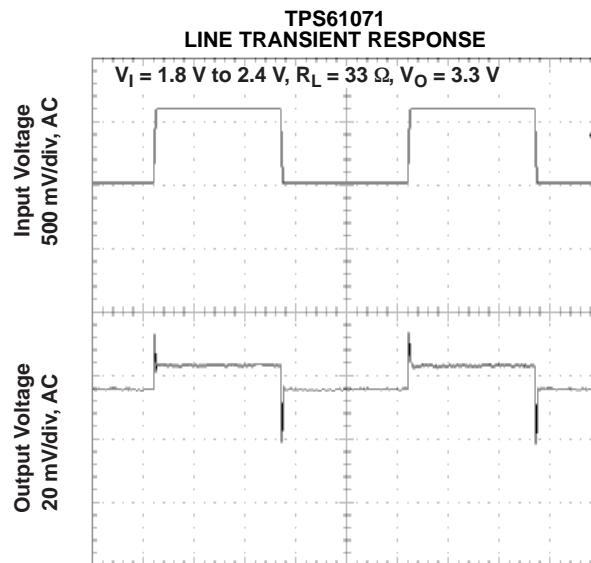 TPS61071
LINE TRANSIENT RESPONSE
V_I = 1.8 V to 2.4 V, R_L = 33 Ω, V_O = 3.3 V
Input Voltage
500 mV/div, AC
Output Voltage
20 mV/div, AC